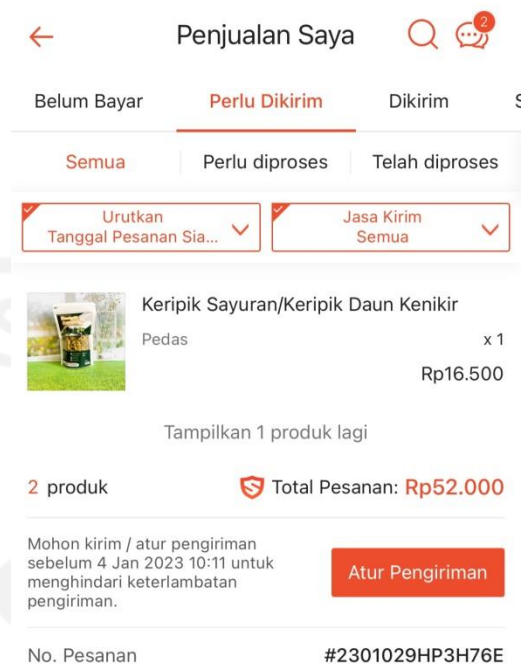 Penjualan Saya
2
Belum Bayar
Perlu Dikirim
Dikirim
S
Semua
Perlu diproses
Telah diproses
Urutkan
Tanggal Pesanan Sia...
Jasa Kirim
Semua
Keripik Sayuran/Keripik Daun Kenikir
Pedas
x 1
Rp16.500
Tampilkan 1 produk lagi
2 produk
Total Pesanan: Rp52.000
Mohon kirim / atur pengiriman
sebelum 4 Jan 2023 10:11 untuk
menghindari keterlambatan
pengiriman.
Atur Pengiriman
No. Pesanan
#2301029HP3H76E